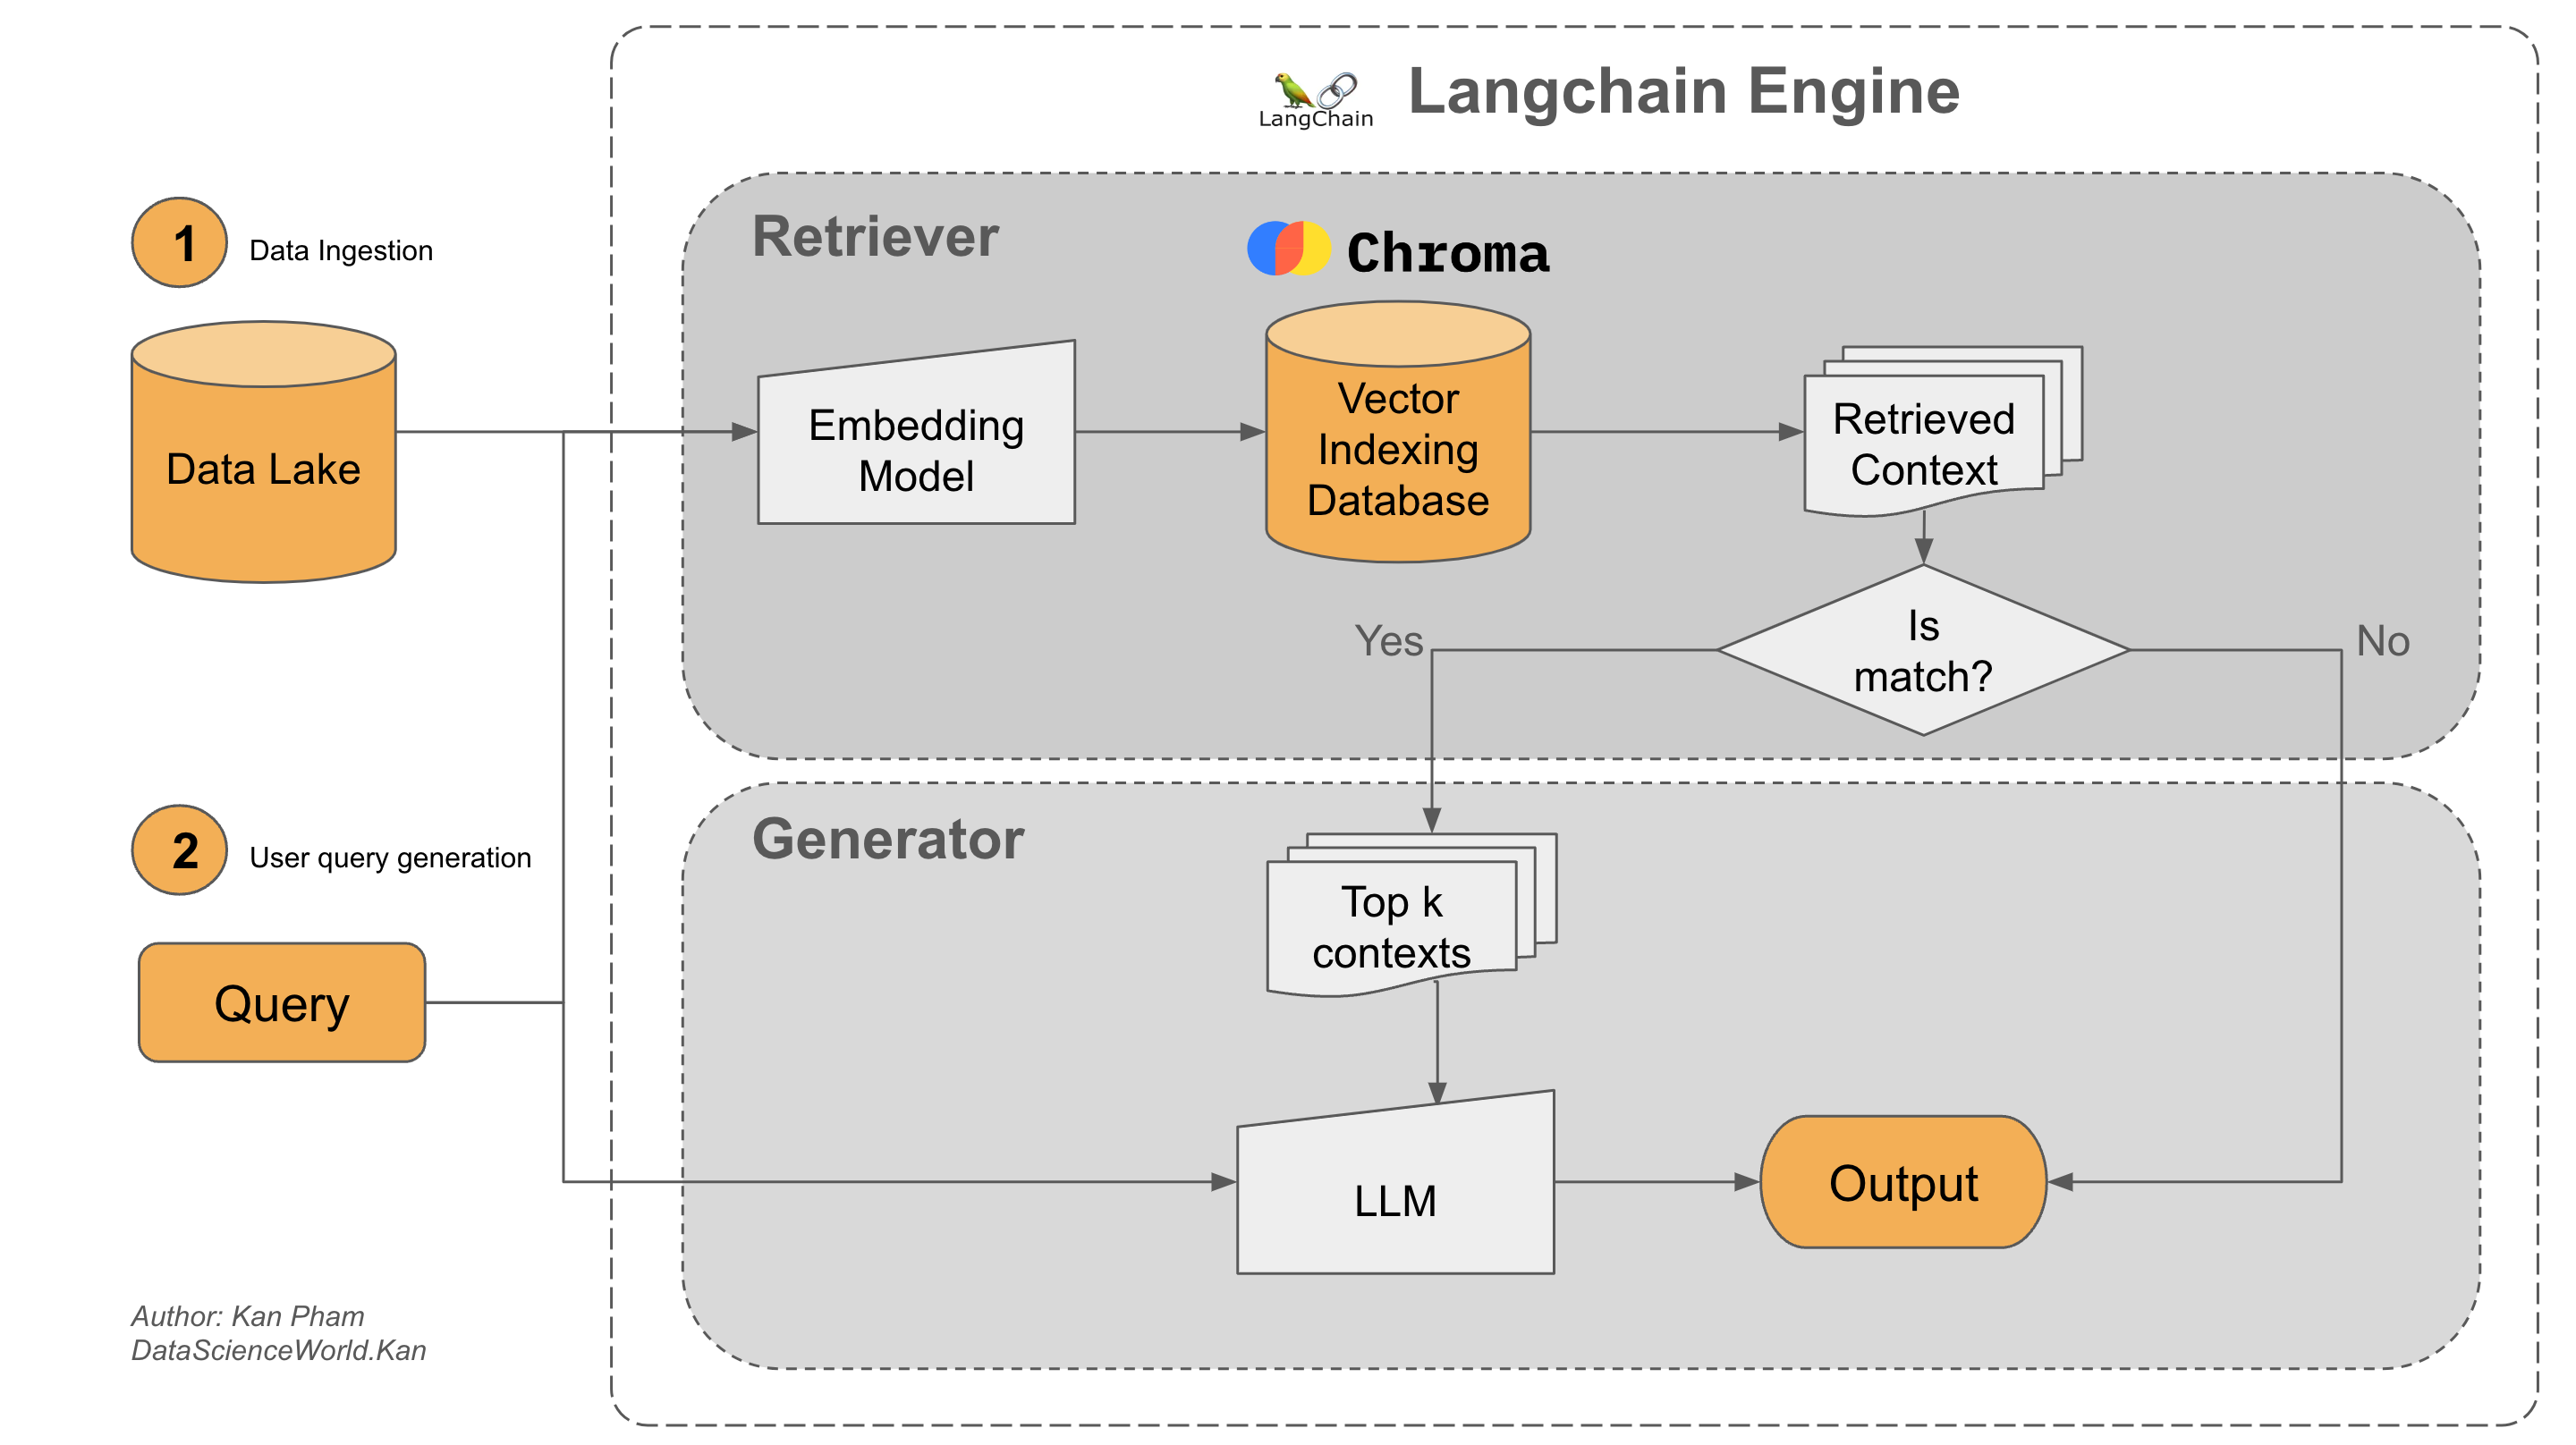 LangChain
Langchain Engine
Retriever
Chroma
1
Data Ingestion
Data Lake
Embedding
Model
Vector
Indexing
Database
Retrieved
Context
Is
match?
Yes
No
2
User query generation
Query
Generator
Top k
contexts
LLM
Output
Author: Kan Pham
DataScienceWorld.Kan